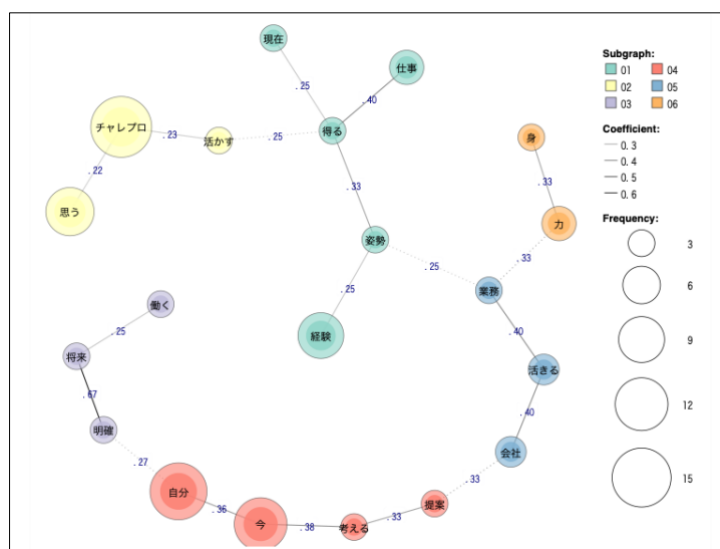 現在
仕事
.25
.40
チャレプロ
.23
活かす
.25
得る
.22
思う
.33
身
.33
力
姿勢
.25
.33
業務
.25
経験
.40
活きる
.40
会社
.33
働く
.25
将来
.67
明確
.27
自分
.36
今
.38
考える
.33
提案
Subgraph:
01 04
02 05
03 06
Coefficient:
0.3
0.4
0.5
0.6
Frequency:
3
6
9
12
15